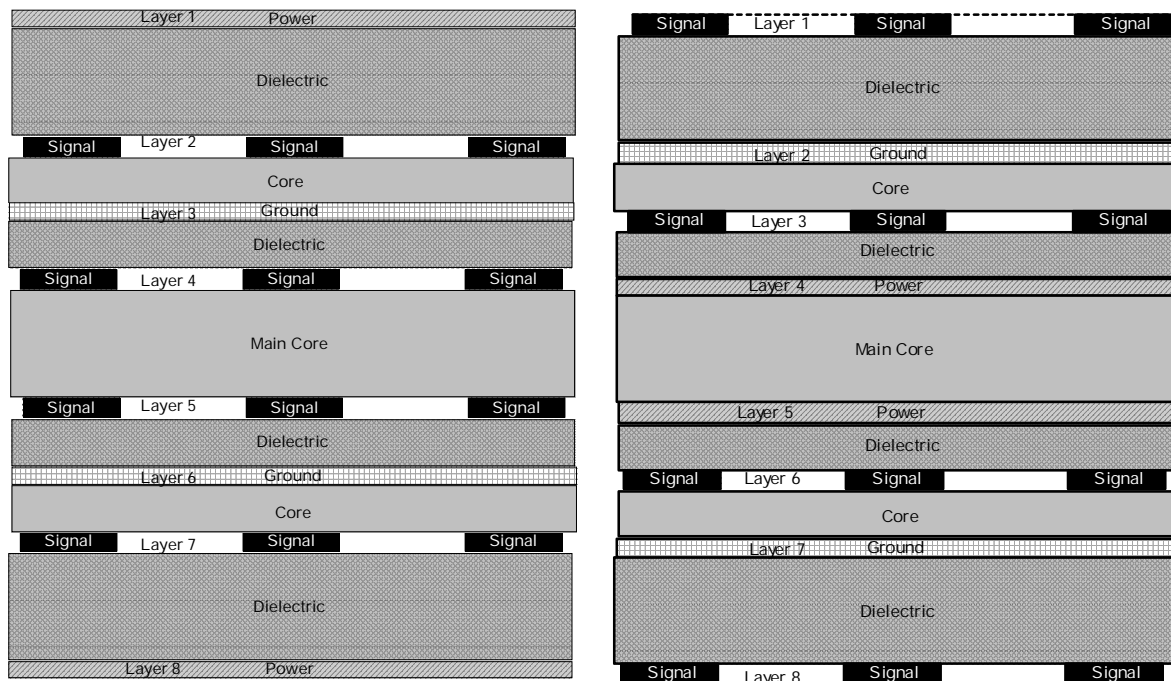 Layer 1 Power
Dielectric
Signal Layer 2 Signal Signal
Core
Layer 3 Ground
Dielectric
Signal Layer 4 Signal Signal
Main Core
Signal Layer 5 Signal Signal
Dielectric
Layer 6 Ground
Core
Signal Layer 7 Signal Signal
Dielectric
Layer 8 Power
Signal Layer 1 Signal Signal
Dielectric
Layer 2 Ground
Core
Signal Layer 3 Signal Signal
Dielectric
Layer 4 Power
Main Core
Layer 5 Power
Dielectric
Signal Layer 6 Signal Signal
Core
Layer 7 Ground
Dielectric
Signal Layer 8 Signal Signal